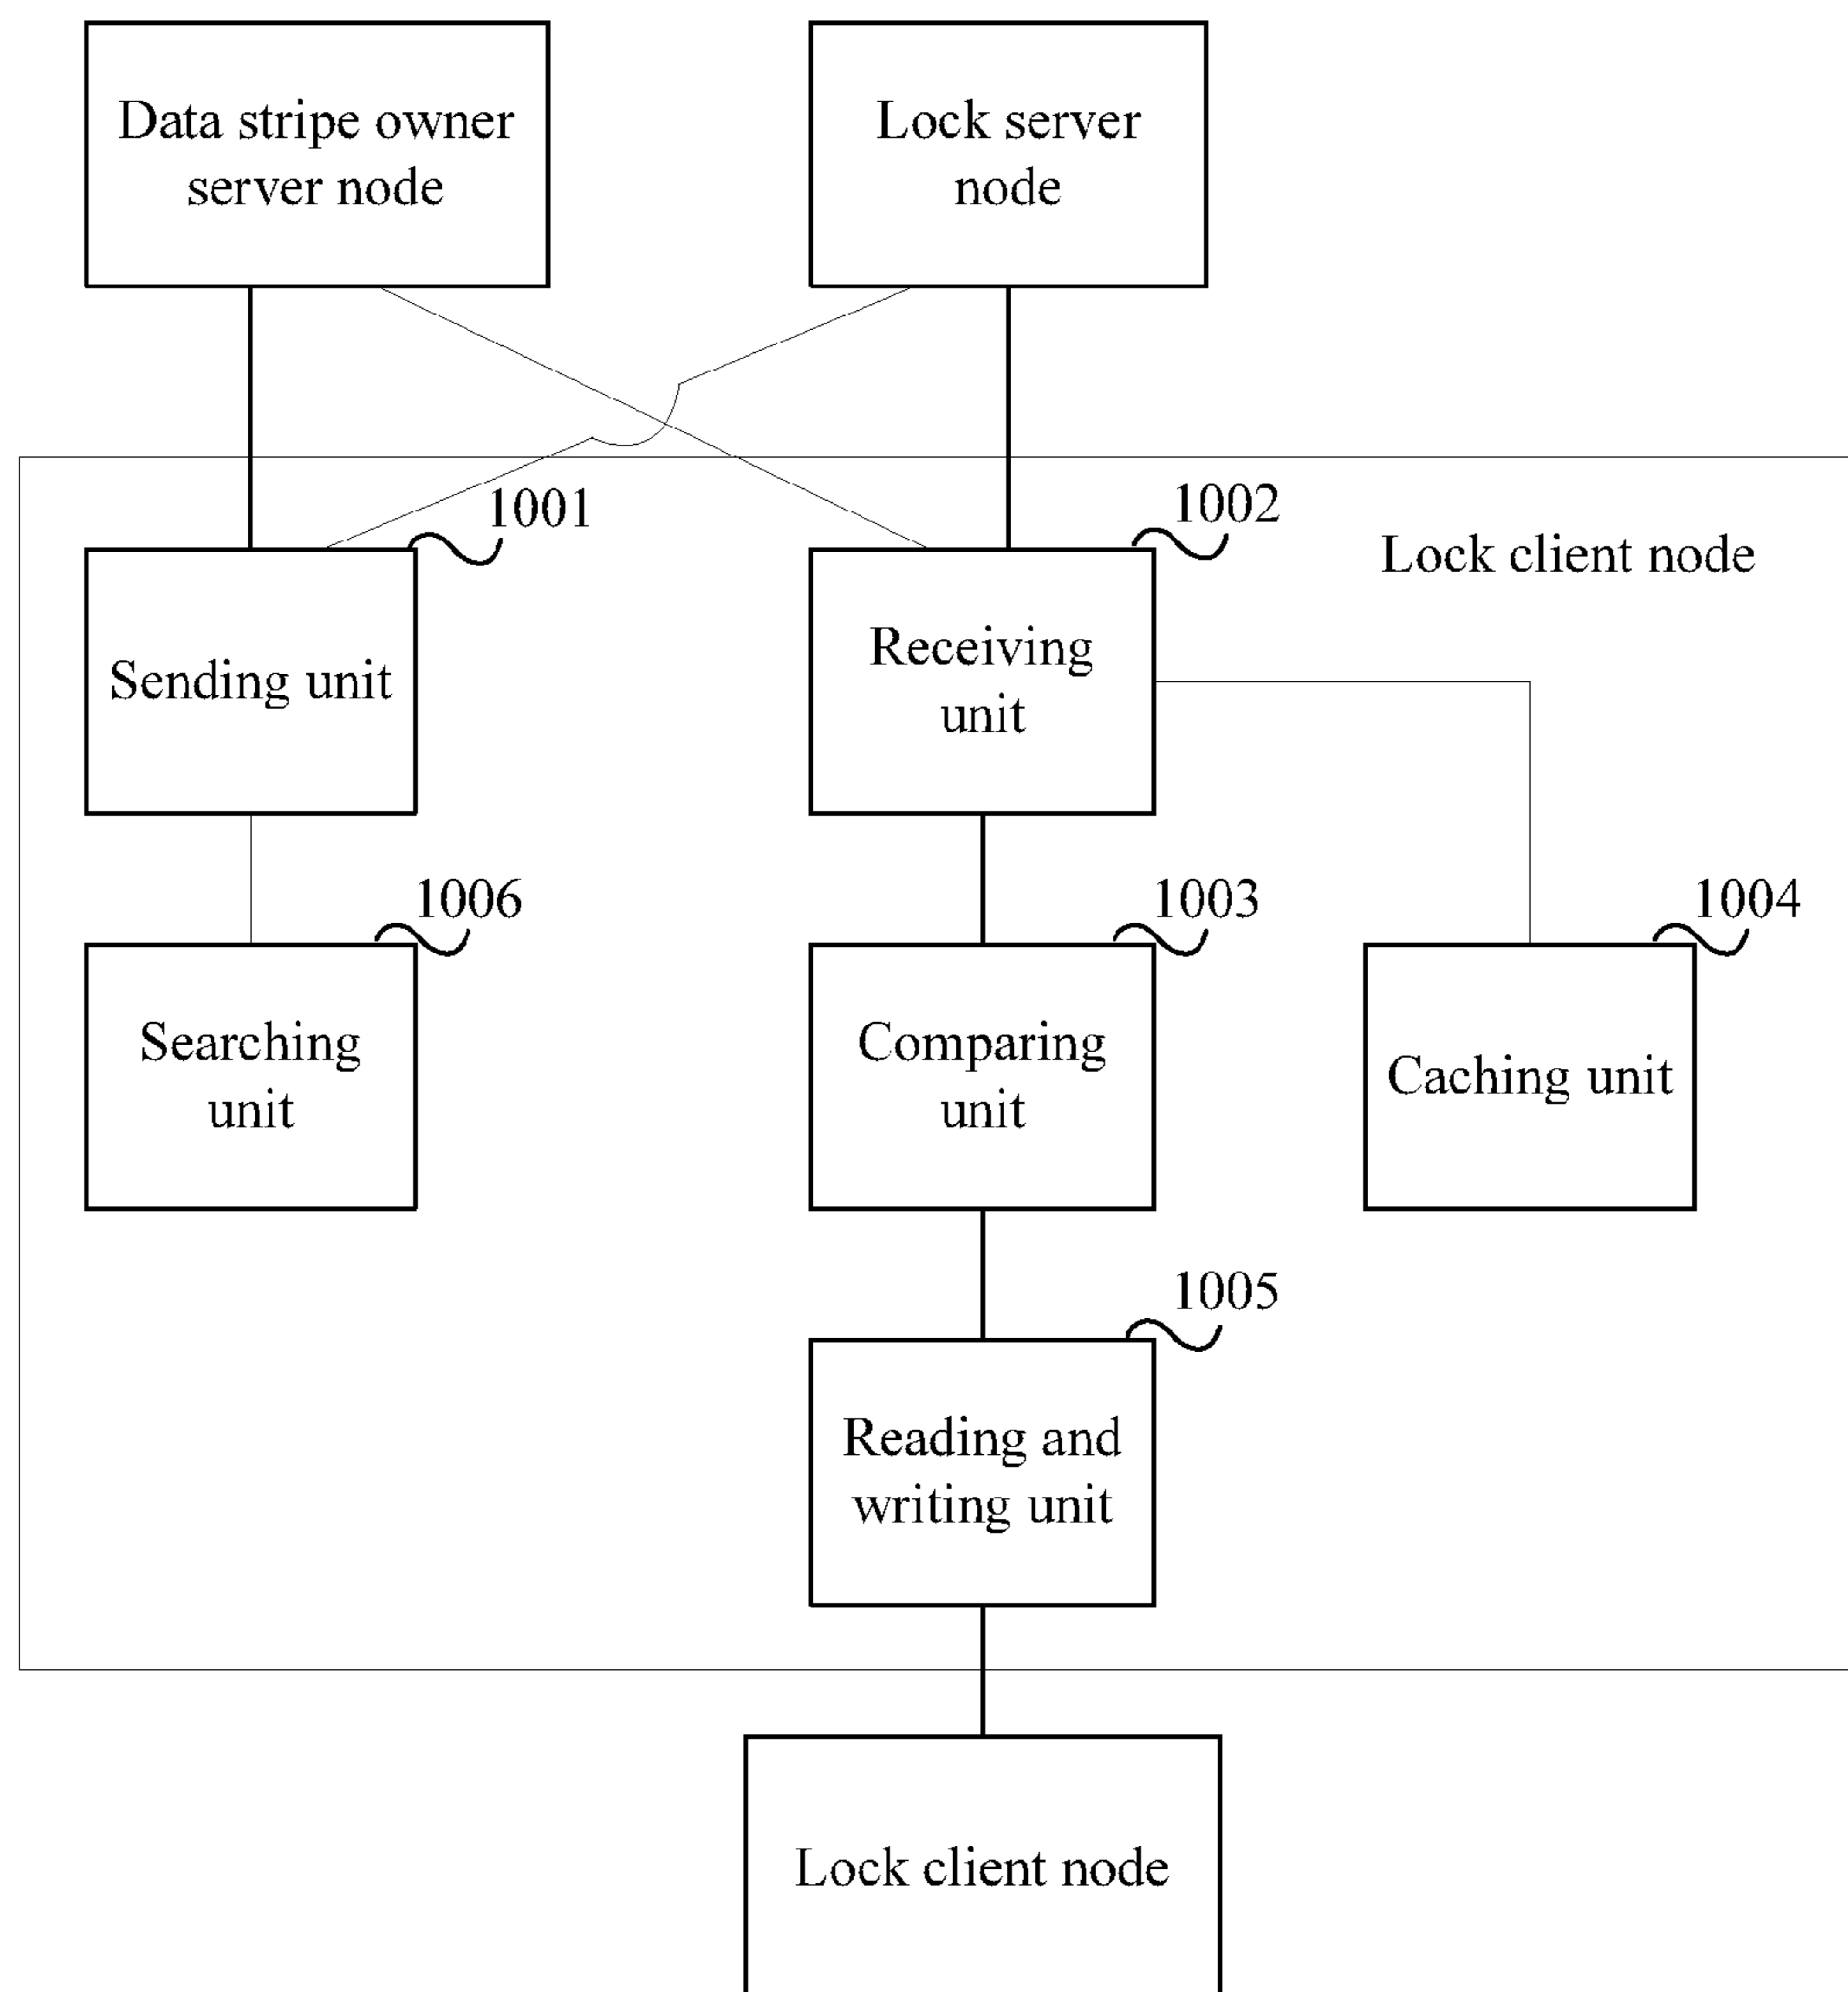 Data stripe owner
server node
Lock server
node
1001
1002
Lock client node
Sending unit
Receiving
unit
1006
1003
1004
Searching
unit
Comparing
unit
Caching unit
1005
Reading and
writing unit
Lock client node